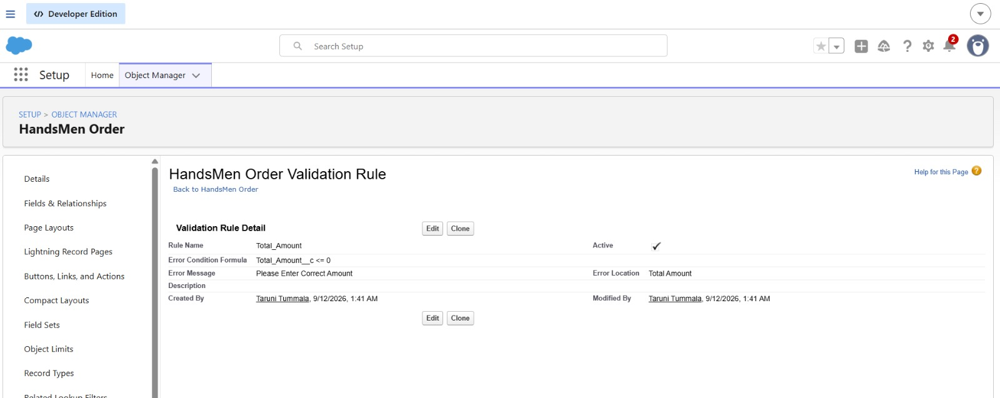 Developer Edition
Search Setup
2
Setup
Home
Object Manager
SETUP > OBJECT MANAGER
HandsMen Order
Details
Fields & Relationships
Page Layouts
Lightning Record Pages
Buttons, Links, and Actions
Compact Layouts
Field Sets
Object Limits
Record Types
Related Lookup Filters
HandsMen Order Validation Rule
Help for this Page
Back to HandsMen Order
Validation Rule Detail
Edit Clone
Rule Name Total_Amount Active
Error Condition Formula Total_Amount__c <= 0
Error Message Please Enter Correct Amount Error Location Total Amount
Description
Created By Taruni Tummala, 9/12/2026, 1:41 AM Modified By Taruni Tummala, 9/12/2026, 1:41 AM
Edit Clone